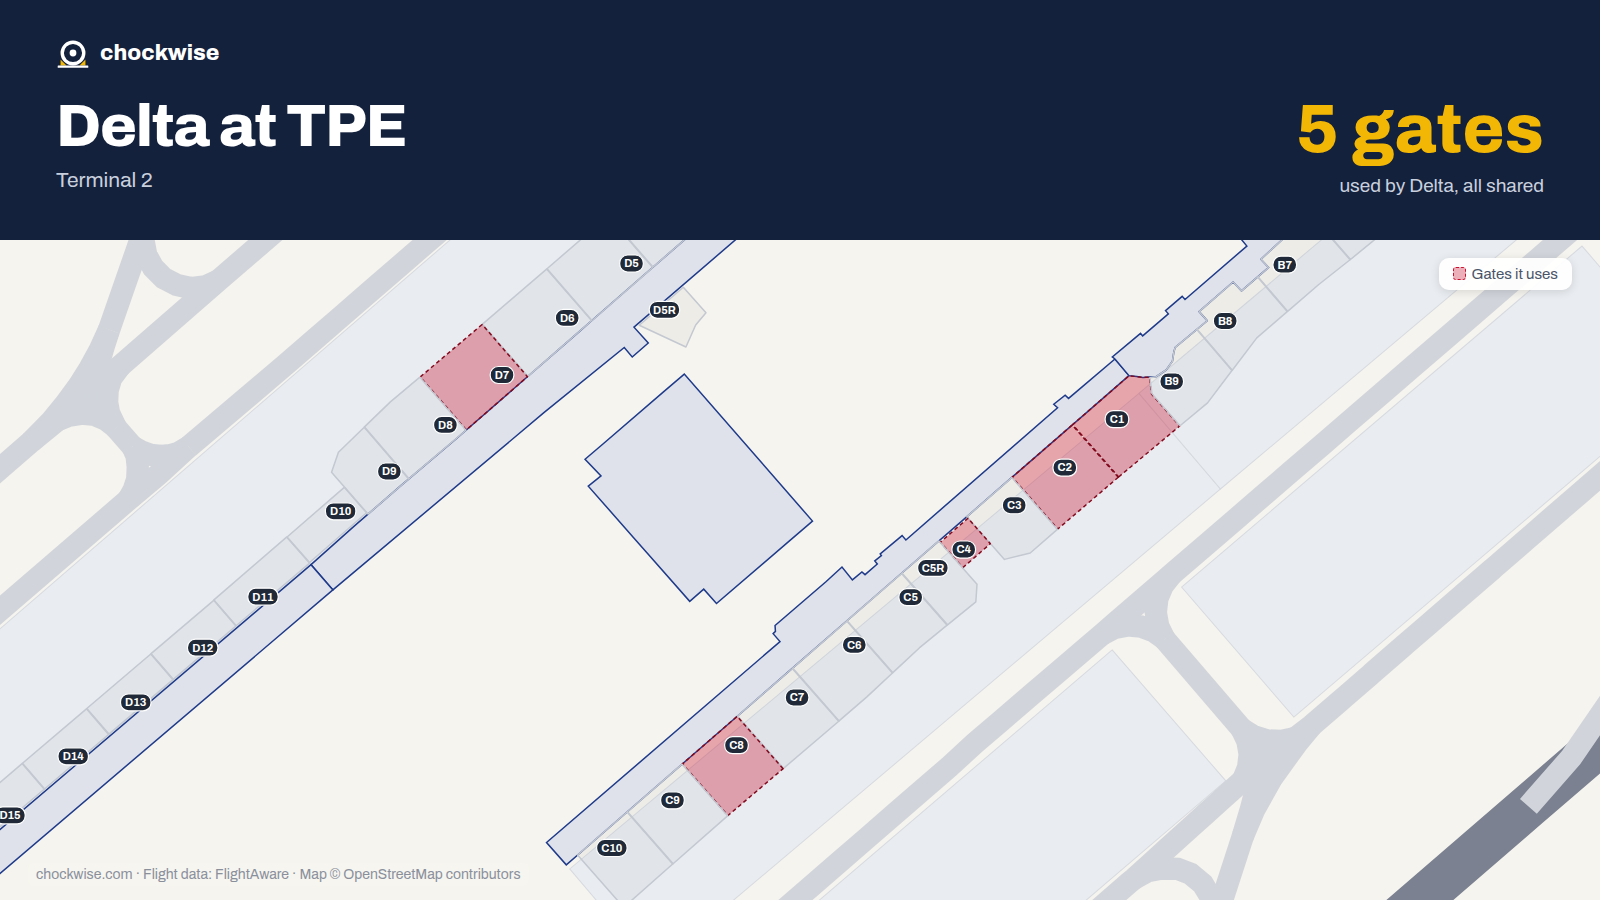 chockwise
Delta at TPE
Terminal 2
5 gates
used by Delta, all shared
Gates it uses
D5
D5R
D6
D7
D8
D9
D10
D11
D12
D13
D14
D15
B7
B8
B9
C1
C2
C3
C4
C5R
C5
C6
C7
C8
C9
C10
chockwise.com · Flight data: FlightAware · Map © OpenStreetMap contributors